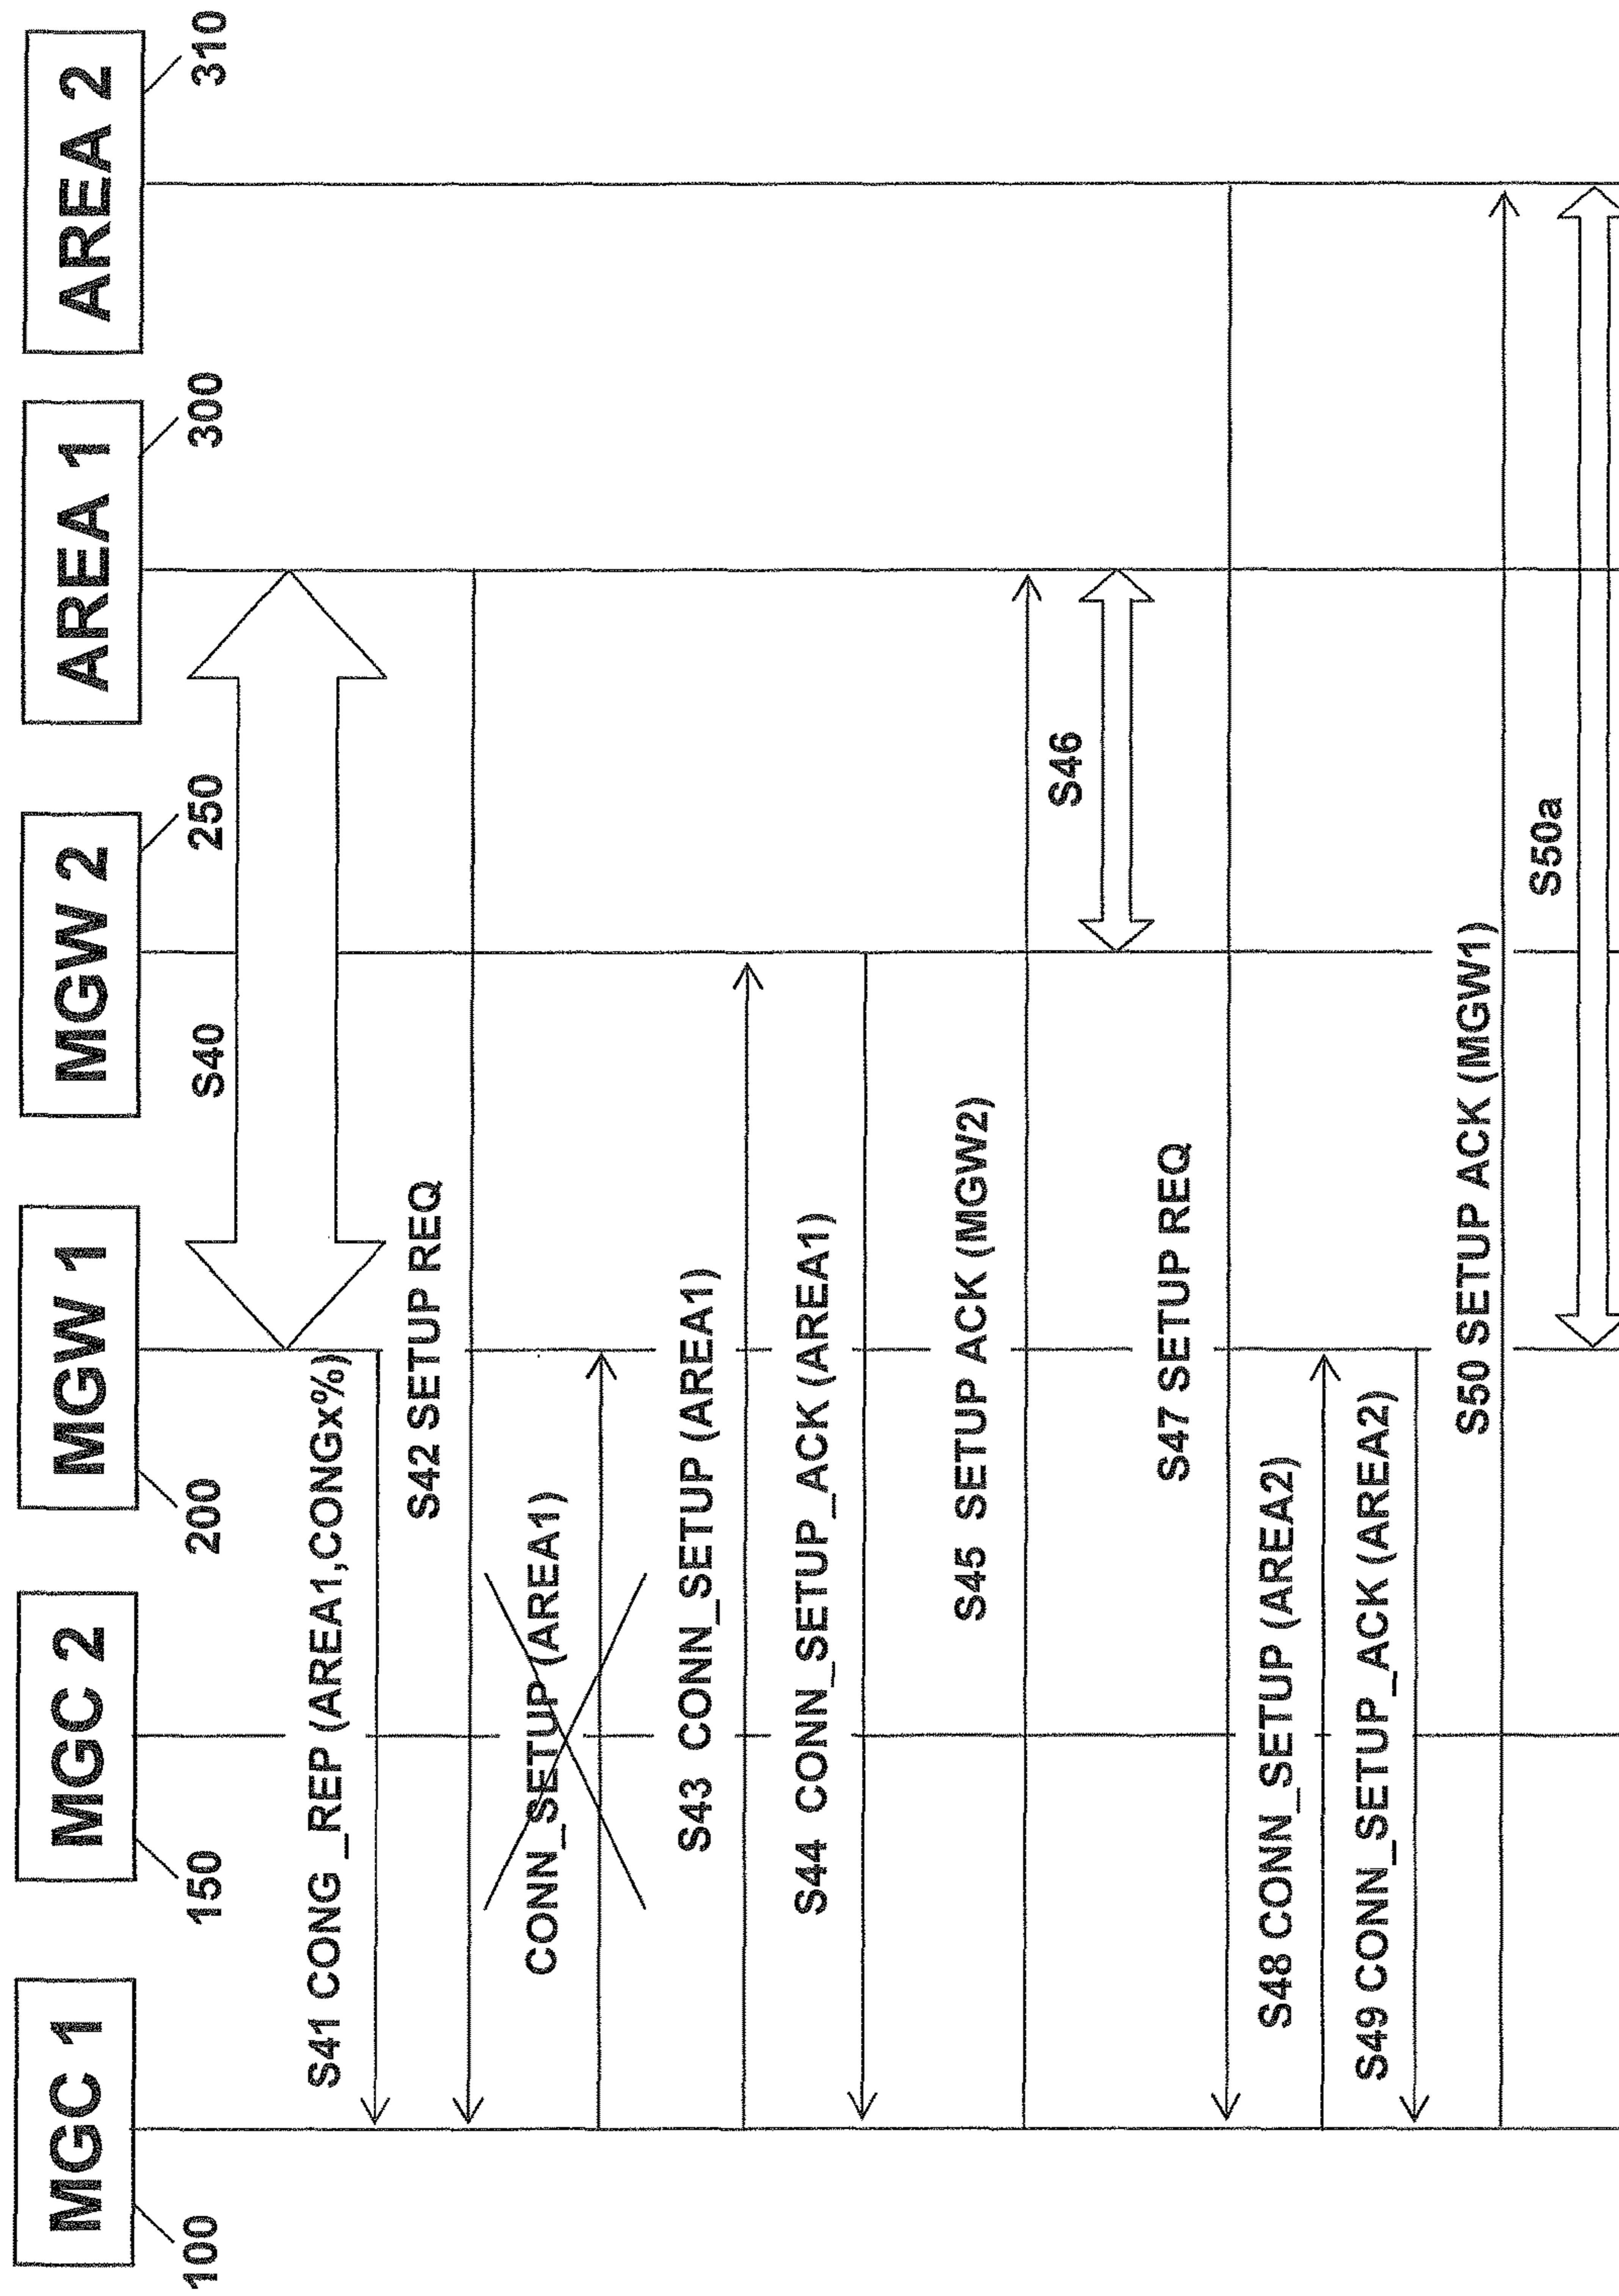 MGC 1
MGC 2
MGW 1
MGW 2
AREA 1
AREA 2
100
150
200
250
300
310
S40
S41 CONG_REP (AREA1,CONGx%)
S42 SETUP REQ
CONN_SETUP (AREA1)
S43 CONN_SETUP (AREA1)
S44 CONN_SETUP_ACK (AREA1)
S45 SETUP ACK (MGW2)
S46
S47 SETUP REQ
S48 CONN_SETUP (AREA2)
S49 CONN_SETUP_ACK (AREA2)
S50 SETUP ACK (MGW1)
S50a